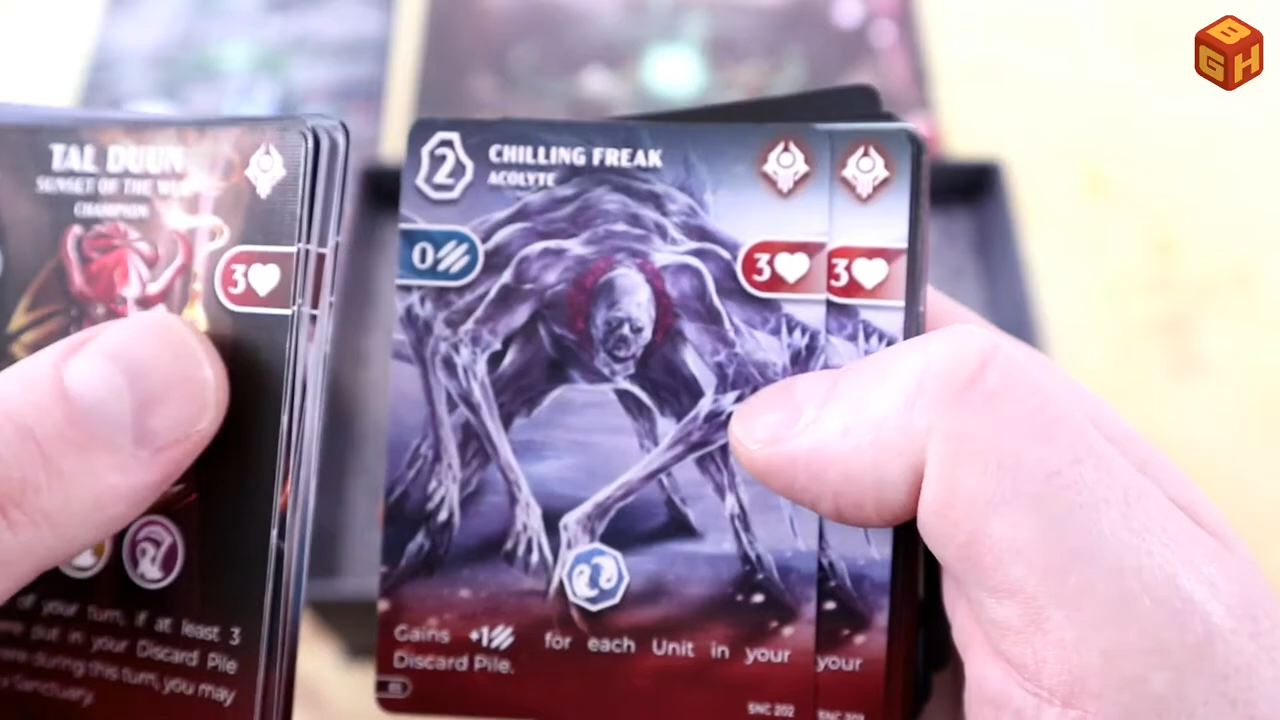 B
G H
TAL DUUN
SUNSET OF THE
CHAMPION
3
of your turn, if at least 3
put in your Discard Pile
during this turn, you may
Sanctuary.
2
CHILLING FREAK
ACOLYTE
0
3
3
Gains +1 for each Unit in your
Discard Pile.
SNC 202
your
SNC 203